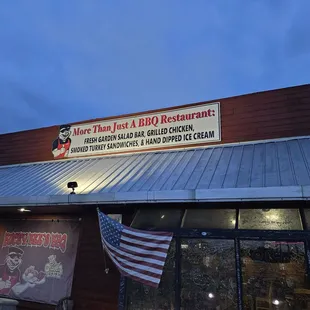 More Than Just A BBQ Restaurant:
FRESH GARDEN SALAD BAR, GRILLED CHICKEN,
SMOKED TURKEY SANDWICHES, & HAND DIPPED ICE CREAM